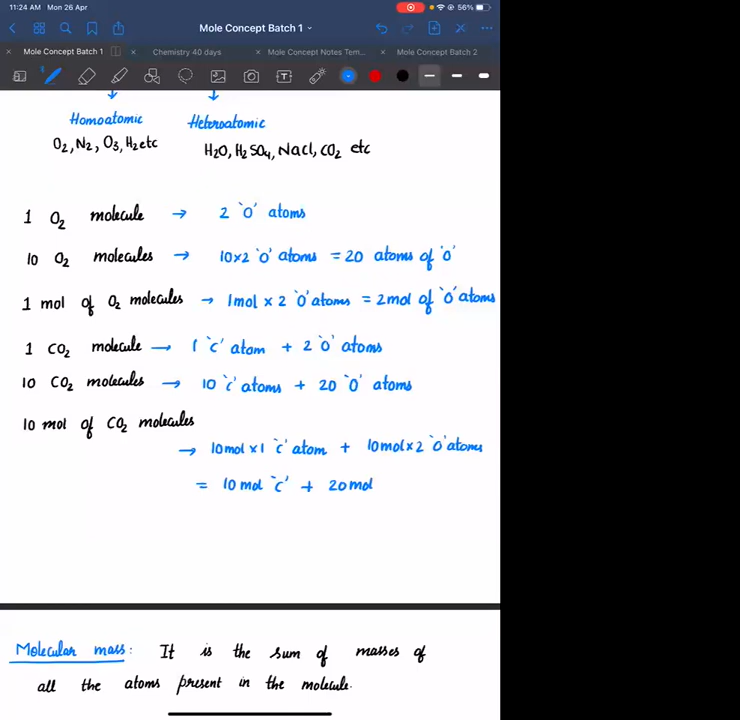 11:24 AM Mon 26 Apr 56%
Mole Concept Batch 1
Mole Concept Batch 1 Chemistry 40 days Mole Concept Notes Tem... Mole Concept Batch 2
Homoatomic Heteroatomic
O₂, N₂, O₃, H₂ etc H₂O, H₂SO₄, Nacl, CO₂ etc
1 O₂ molecule → 2 `O' atoms
10 O₂ molecules → 10×2 `O' atoms = 20 atoms of `O'
1 mol of O₂ molecules → 1mol × 2 `O' atoms = 2mol of `O' atoms
1 CO₂ molecule → 1 `C' atom + 2 `O' atoms
10 CO₂ molecules → 10 `C' atoms + 20 `O' atoms
10 mol of CO₂ molecules
→ 10mol×1 `C' atom + 10mol×2 `O' atoms
= 10 mol `C' + 20mol
Molecular mass: It is the sum of masses of
all the atoms present in the molecule.